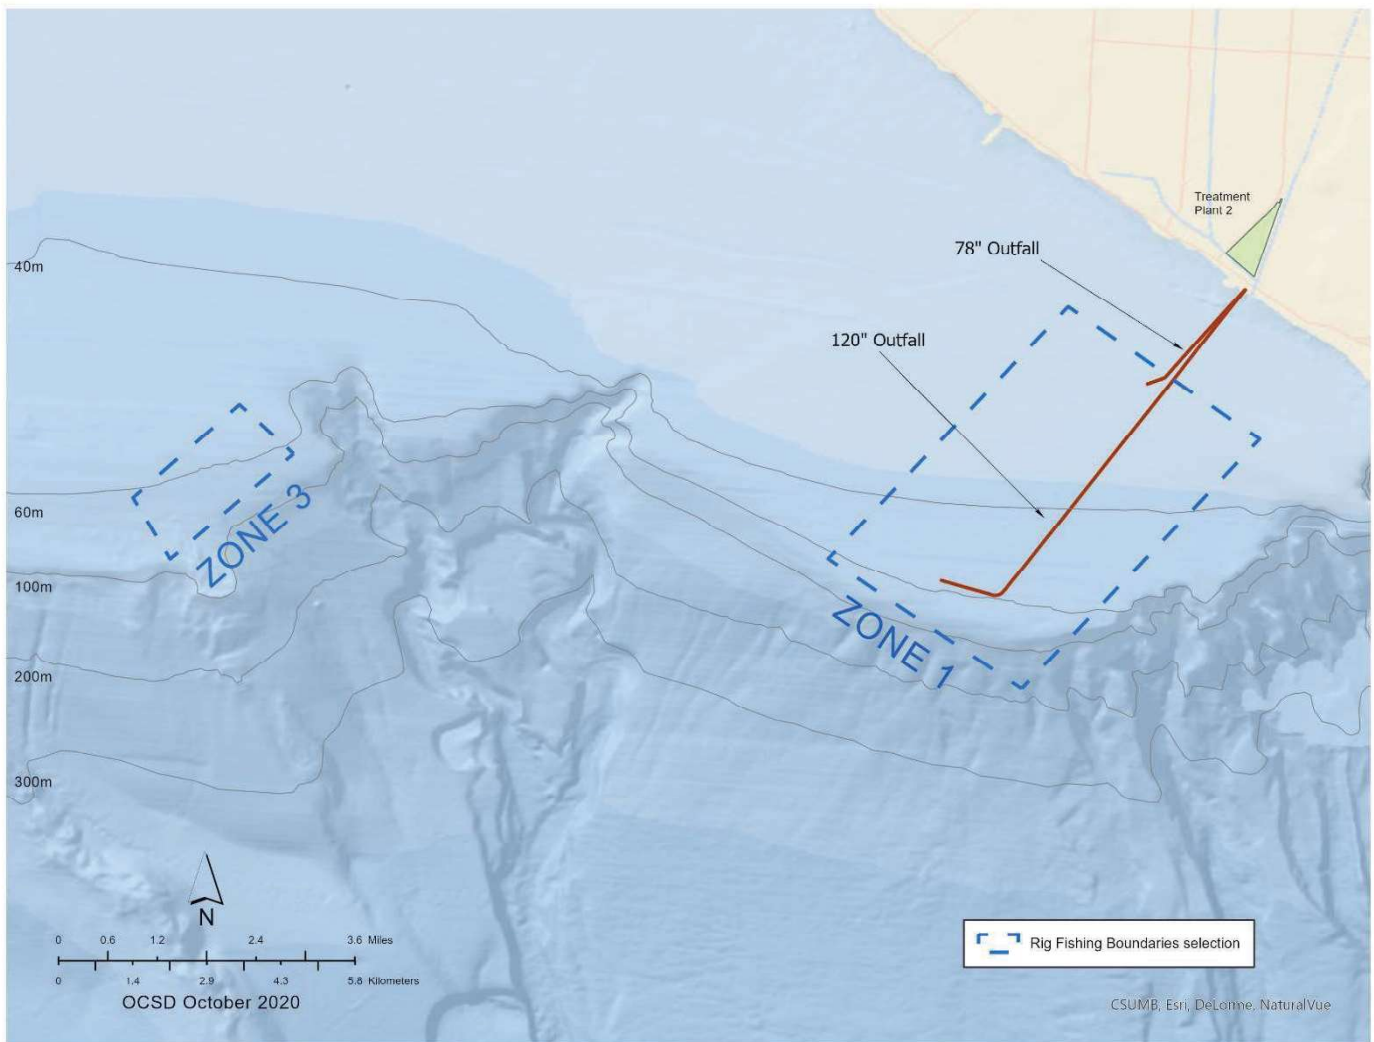 Treatment
Plant 2
78" Outfall
40m
120" Outfall
60m
ZONE 3
100m
ZONE 1
200m
300m
N
0 0.6 1.2 2.4 3.6 Miles
0 1.4 2.9 4.3 5.8 Kilometers
OCSD October 2020
Rig Fishing Boundaries selection
CSUMB, Esri, DeLorme, NaturalVue